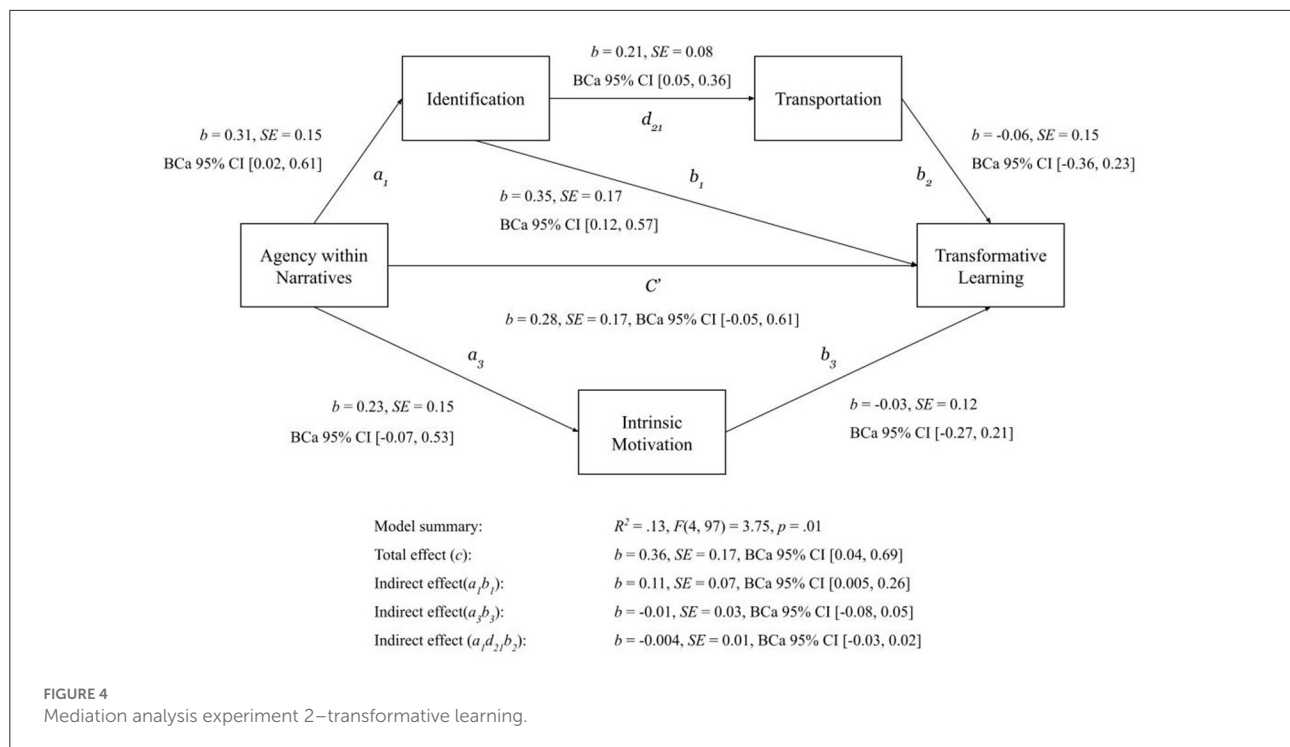 b = 0.21, SE = 0.08
BCa 95% CI [0.05, 0.36]
Identification
Transportation
d21
b = 0.31, SE = 0.15
BCa 95% CI [0.02, 0.61]
a1
b = -0.06, SE = 0.15
BCa 95% CI [-0.36, 0.23]
b2
b1
b = 0.35, SE = 0.17
BCa 95% CI [0.12, 0.57]
Agency within
Narratives
Transformative
Learning
C'
b = 0.28, SE = 0.17, BCa 95% CI [-0.05, 0.61]
a3
b3
b = 0.23, SE = 0.15
BCa 95% CI [-0.07, 0.53]
Intrinsic
Motivation
b = -0.03, SE = 0.12
BCa 95% CI [-0.27, 0.21]
Model summary: R² = .13, F(4, 97) = 3.75, p = .01
Total effect (c): b = 0.36, SE = 0.17, BCa 95% CI [0.04, 0.69]
Indirect effect(a1b1): b = 0.11, SE = 0.07, BCa 95% CI [0.005, 0.26]
Indirect effect(a3b3): b = -0.01, SE = 0.03, BCa 95% CI [-0.08, 0.05]
Indirect effect (a1d21b2): b = -0.004, SE = 0.01, BCa 95% CI [-0.03, 0.02]
FIGURE 4
Mediation analysis experiment 2–transformative learning.